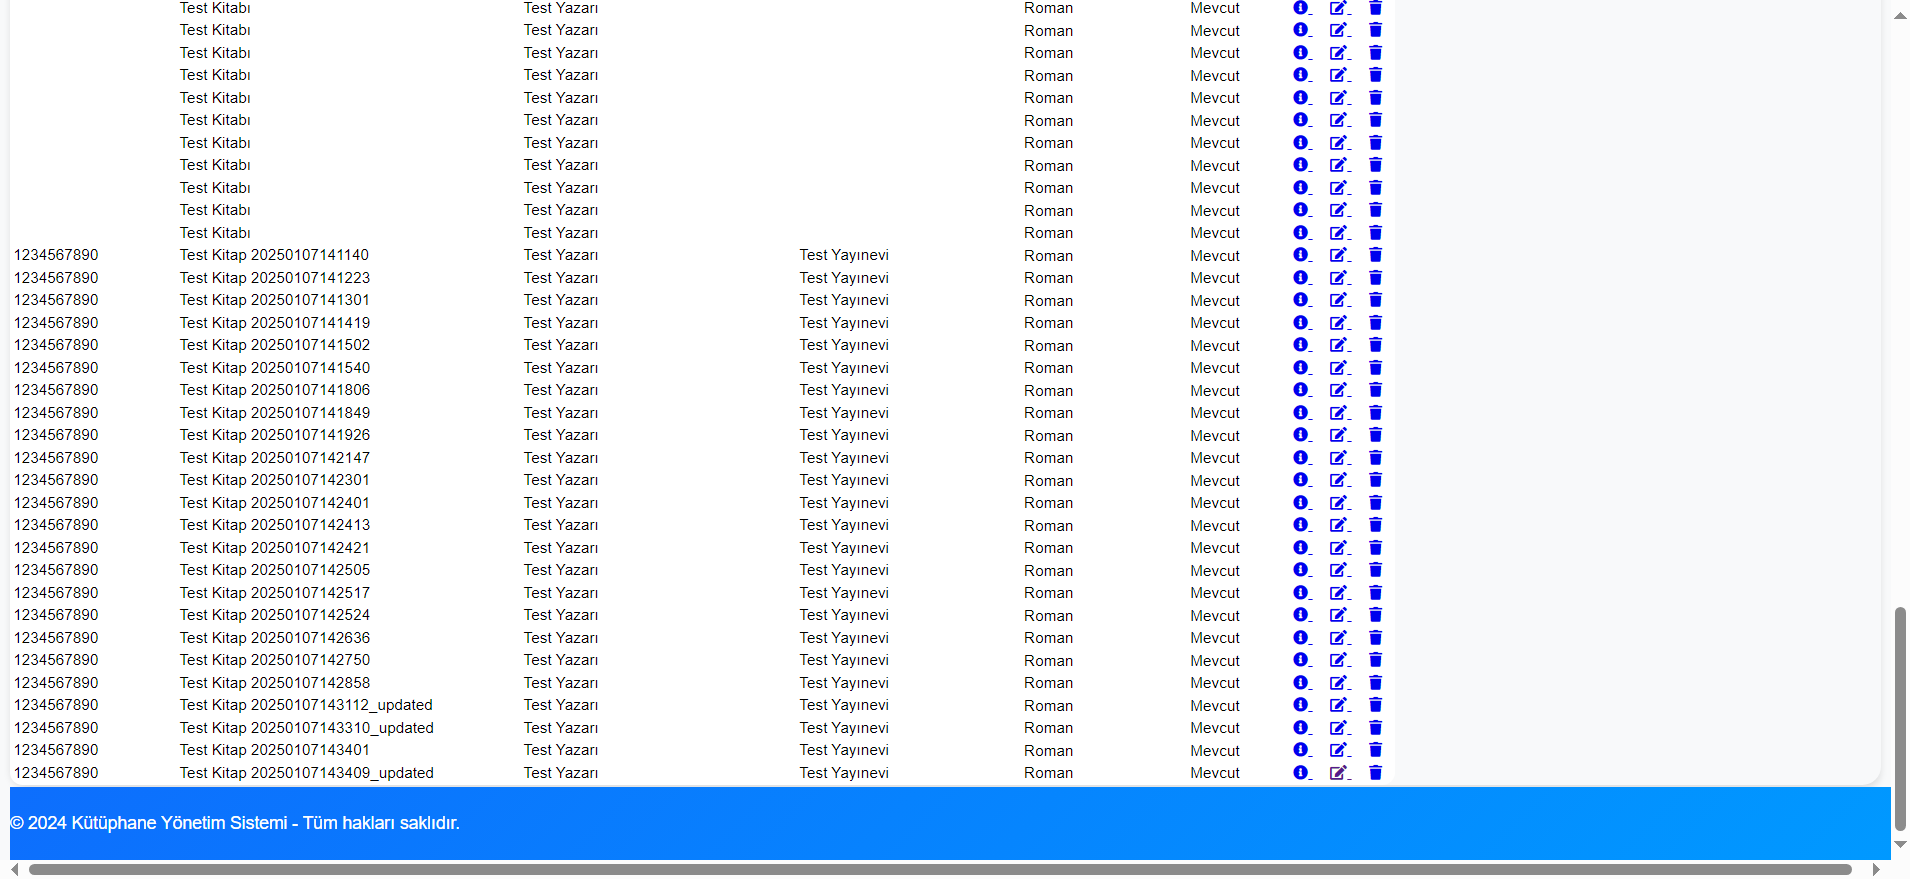 Test Kitabı Test Yazarı Roman Mevcut
Test Kitabı Test Yazarı Roman Mevcut
Test Kitabı Test Yazarı Roman Mevcut
Test Kitabı Test Yazarı Roman Mevcut
Test Kitabı Test Yazarı Roman Mevcut
Test Kitabı Test Yazarı Roman Mevcut
Test Kitabı Test Yazarı Roman Mevcut
Test Kitabı Test Yazarı Roman Mevcut
Test Kitabı Test Yazarı Roman Mevcut
Test Kitabı Test Yazarı Roman Mevcut
Test Kitabı Test Yazarı Roman Mevcut
1234567890 Test Kitap 20250107141140 Test Yazarı Test Yayınevi Roman Mevcut
1234567890 Test Kitap 20250107141223 Test Yazarı Test Yayınevi Roman Mevcut
1234567890 Test Kitap 20250107141301 Test Yazarı Test Yayınevi Roman Mevcut
1234567890 Test Kitap 20250107141419 Test Yazarı Test Yayınevi Roman Mevcut
1234567890 Test Kitap 20250107141502 Test Yazarı Test Yayınevi Roman Mevcut
1234567890 Test Kitap 20250107141540 Test Yazarı Test Yayınevi Roman Mevcut
1234567890 Test Kitap 20250107141806 Test Yazarı Test Yayınevi Roman Mevcut
1234567890 Test Kitap 20250107141849 Test Yazarı Test Yayınevi Roman Mevcut
1234567890 Test Kitap 20250107141926 Test Yazarı Test Yayınevi Roman Mevcut
1234567890 Test Kitap 20250107142147 Test Yazarı Test Yayınevi Roman Mevcut
1234567890 Test Kitap 20250107142301 Test Yazarı Test Yayınevi Roman Mevcut
1234567890 Test Kitap 20250107142401 Test Yazarı Test Yayınevi Roman Mevcut
1234567890 Test Kitap 20250107142413 Test Yazarı Test Yayınevi Roman Mevcut
1234567890 Test Kitap 20250107142421 Test Yazarı Test Yayınevi Roman Mevcut
1234567890 Test Kitap 20250107142505 Test Yazarı Test Yayınevi Roman Mevcut
1234567890 Test Kitap 20250107142517 Test Yazarı Test Yayınevi Roman Mevcut
1234567890 Test Kitap 20250107142524 Test Yazarı Test Yayınevi Roman Mevcut
1234567890 Test Kitap 20250107142636 Test Yazarı Test Yayınevi Roman Mevcut
1234567890 Test Kitap 20250107142750 Test Yazarı Test Yayınevi Roman Mevcut
1234567890 Test Kitap 20250107142858 Test Yazarı Test Yayınevi Roman Mevcut
1234567890 Test Kitap 20250107143112_updated Test Yazarı Test Yayınevi Roman Mevcut
1234567890 Test Kitap 20250107143310_updated Test Yazarı Test Yayınevi Roman Mevcut
1234567890 Test Kitap 20250107143401 Test Yazarı Test Yayınevi Roman Mevcut
1234567890 Test Kitap 20250107143409_updated Test Yazarı Test Yayınevi Roman Mevcut
© 2024 Kütüphane Yönetim Sistemi - Tüm hakları saklıdır.